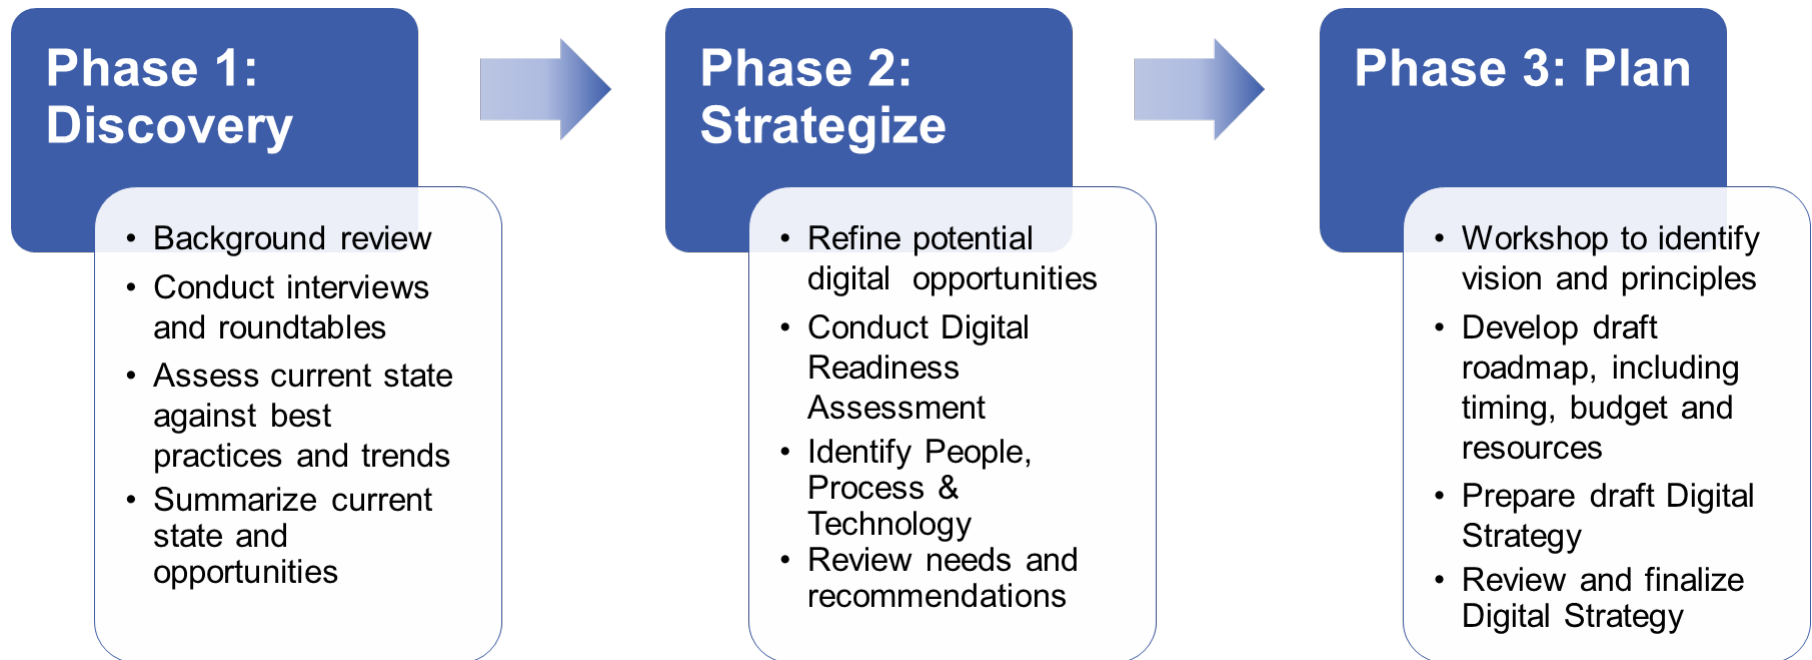 Phase 1:
Discovery
• Background review
• Conduct interviews
and roundtables
• Assess current state
against best
practices and trends
• Summarize current
state and
opportunities
Phase 2:
Strategize
• Refine potential
digital opportunities
• Conduct Digital
Readiness
Assessment
• Identify People,
Process &
Technology
• Review needs and
recommendations
Phase 3: Plan
• Workshop to identify
vision and principles
• Develop draft
roadmap, including
timing, budget and
resources
• Prepare draft Digital
Strategy
• Review and finalize
Digital Strategy